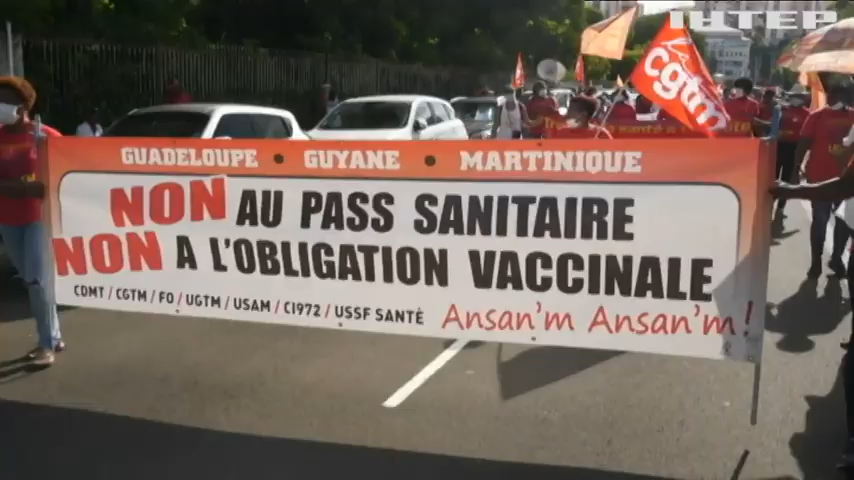 ІНТЕР
La
cgtm
GUADELOUPE • GUYANE • MARTINIQUE
NON AU PASS SANITAIRE
NON A L'OBLIGATION VACCINALE
CDMT / CGTM / FO / UGTM / USAM / C1972 / USSF SANTÉ
Ansan'm Ansan'm !